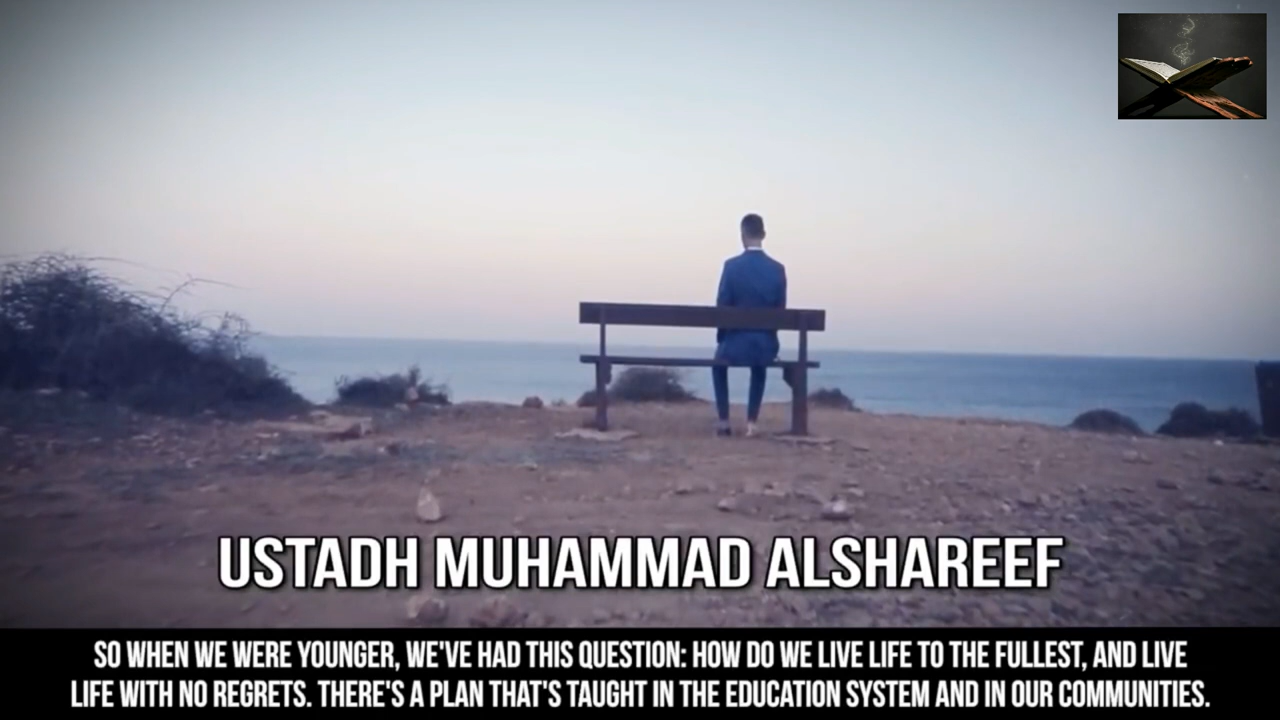 USTADH MUHAMMAD ALSHAREEF
SO WHEN WE WERE YOUNGER, WE'VE HAD THIS QUESTION: HOW DO WE LIVE LIFE TO THE FULLEST, AND LIVE
LIFE WITH NO REGRETS. THERE'S A PLAN THAT'S TAUGHT IN THE EDUCATION SYSTEM AND IN OUR COMMUNITIES.